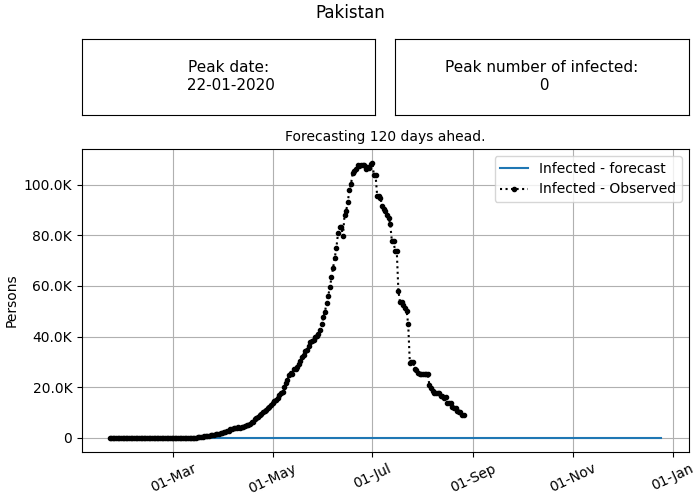 Pakistan
Peak date:
22-01-2020
Peak number of infected:
0
Forecasting 120 days ahead.
Infected - forecast
Infected - Observed
100.0K
80.0K
60.0K
40.0K
20.0K
0
Persons
01-Mar
01-May
01-Jul
01-Sep
01-Nov
01-Jan